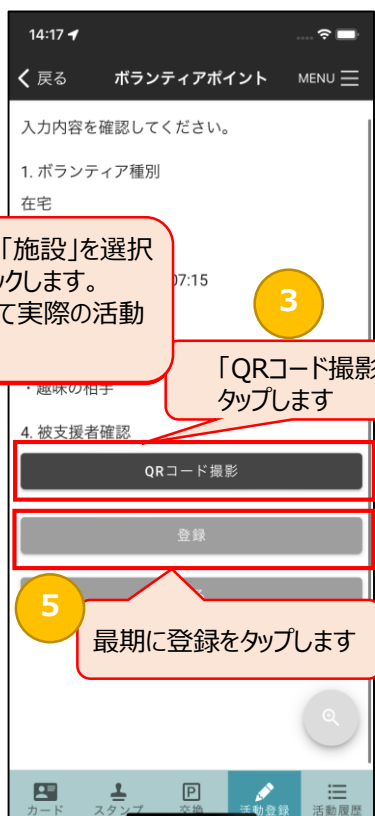 14:17
戻る ボランティアポイント MENU
入力内容を確認してください。
1. ボランティア種別
在宅
「施設」を選択
ックします。
て実際の活動
07:15
3
「QRコード撮影
タップします
・趣味の相手
4. 被支援者確認
QRコード撮影
登録
5
最期に登録をタップします
カード スタンプ 交換 活動登録 活動履歴